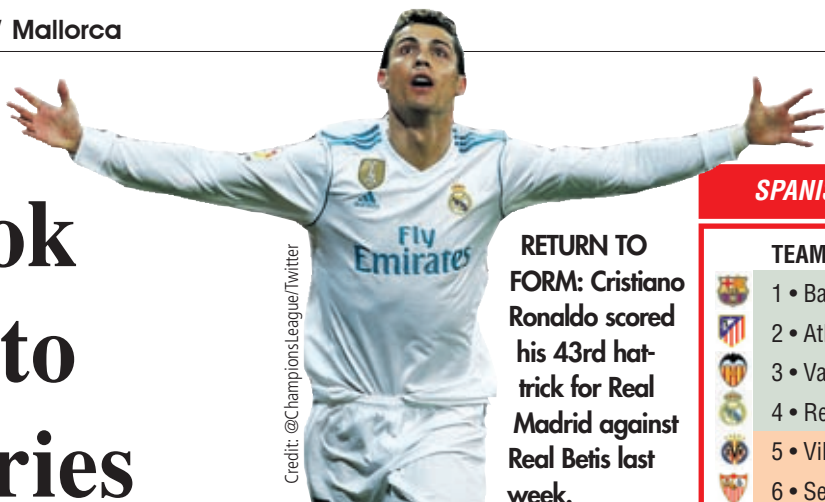 Mallorca
ok
to
ries
Credit: @ChampionsLeague/Twitter
Fly
Emirates
RETURN TO
FORM: Cristiano
Ronaldo scored
his 43rd hat-
trick for Real
Madrid against
Real Betis last
week.
SPANIS
TEAM
1 • Ba
2 • At
3 • Va
4 • Re
5 • Vil
6 • Se